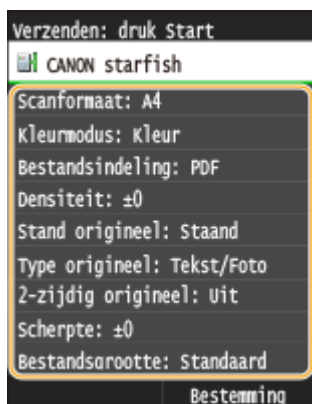 Verzenden: druk Start
CANON starfish
Scanformaat: A4
Kleurmodus: Kleur
Bestandsindeling: PDF
Densiteit: ±0
Stand origineel: Staand
Type origineel: Tekst/Foto
2-zijdig origineel: Uit
Scherpte: ±0
Bestandsgrootte: Standaard
Bestemming